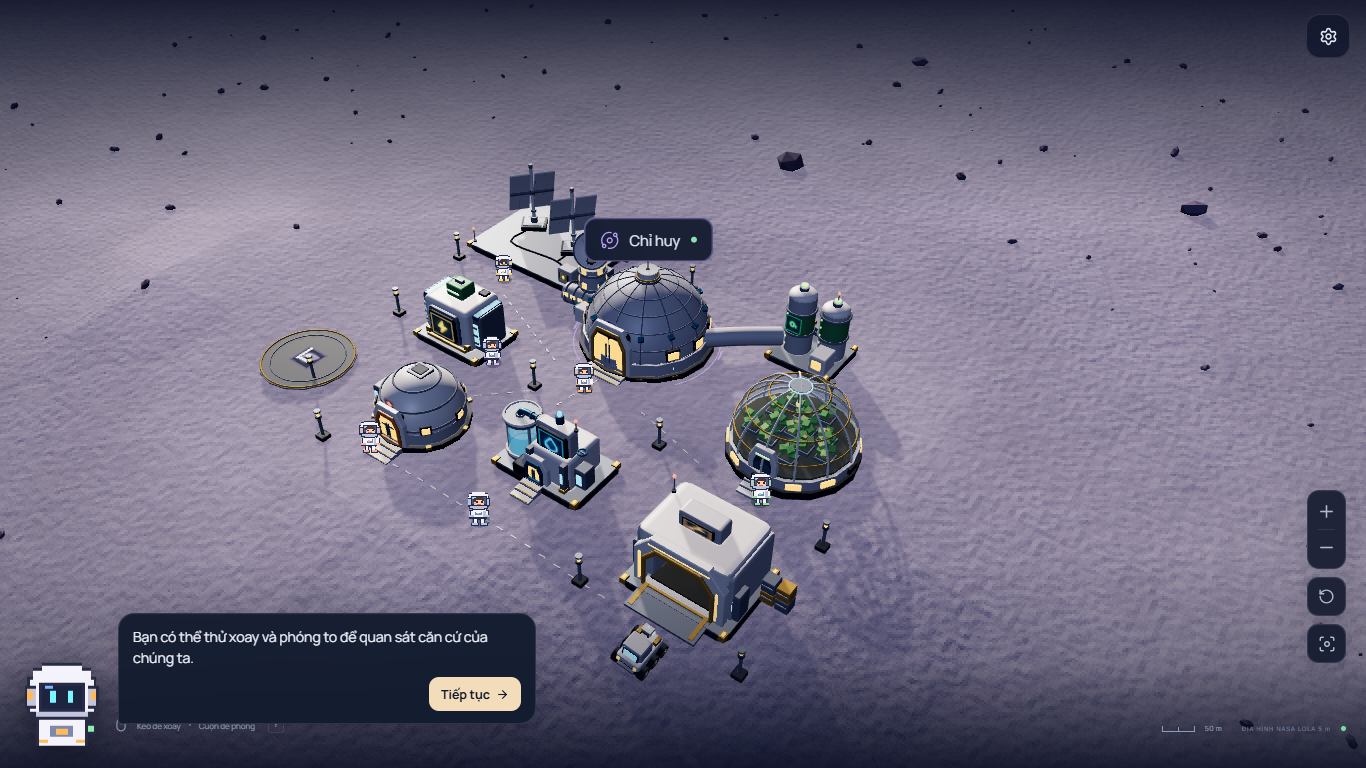 Chỉ huy
Bạn có thể thử xoay và phóng to để quan sát căn cứ của
chúng ta.
Tiếp tục →
Kéo để xoay · Cuộn để phóng
50 m
ĐỊA HÌNH NASA LOLA 5 m